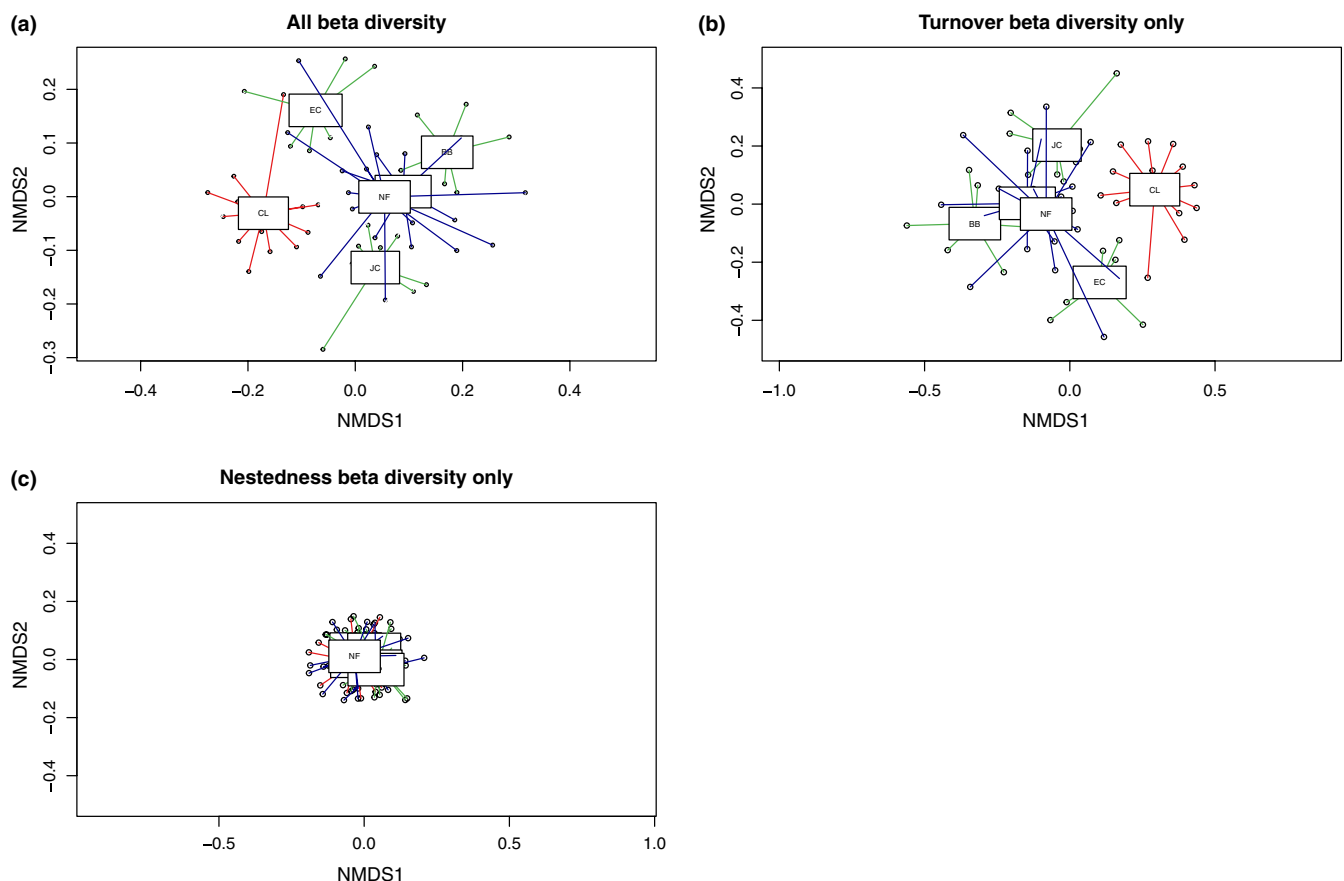 (a) All beta diversity
NMDS2
0.2
0.1
0.0
−0.1
−0.2
−0.3
EC
BB
NF
CL
JC
−0.4 −0.2 0.0 0.2 0.4
NMDS1
(b) Turnover beta diversity only
NMDS2
0.4
0.2
0.0
−0.2
−0.4
JC
CL
NF
BB
EC
−1.0 −0.5 0.0 0.5
NMDS1
(c) Nestedness beta diversity only
NMDS2
0.4
0.2
0.0
−0.2
−0.4
NF
−0.5 0.0 0.5 1.0
NMDS1